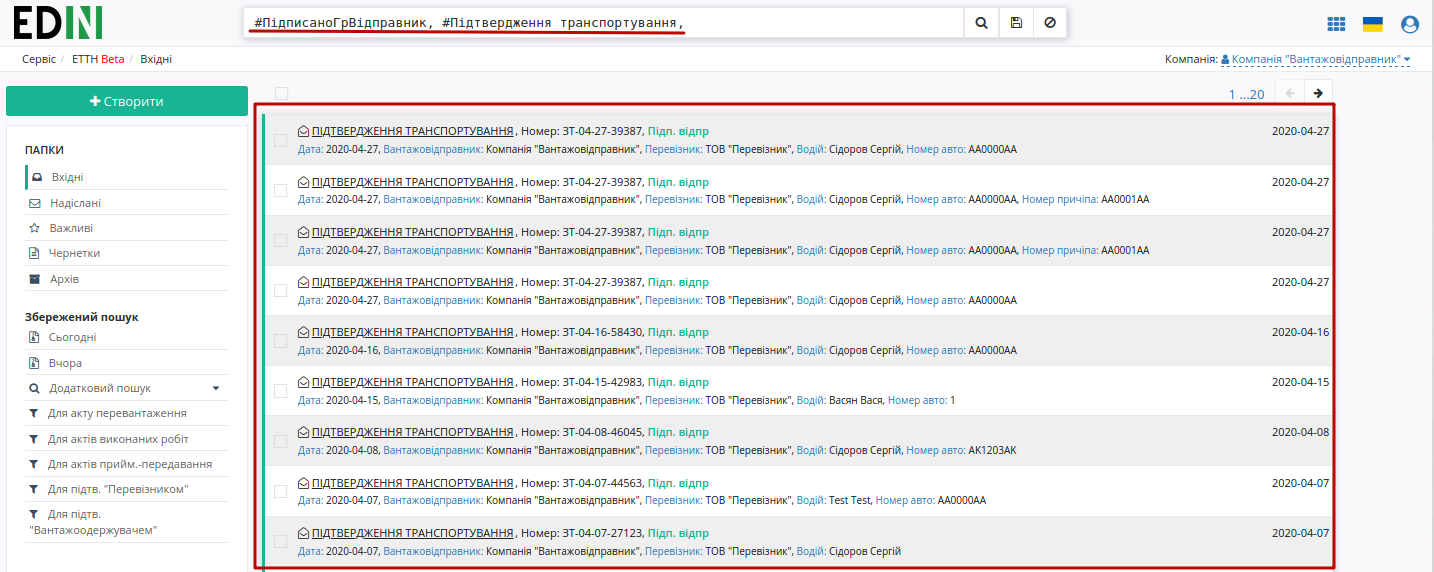 EDIN
#ПідписаноГрВідправник, #Підтвердження транспортування,
Сервіс / ЕТТН Beta / Вхідні
Компанія: Компанія "Вантажовідправник"
Створити
1 ...20
ПАПКИ
Вхідні
Надіслані
Важливі
Чернетки
Архів
Збережений пошук
Сьогодні
Вчора
Додатковий пошук
Для акту перевантаження
Для актів виконаних робіт
Для актів прийм.-передавання
Для підтв. "Перевізником"
Для підтв.
"Вантажоодержувачем"
ПІДТВЕРДЖЕННЯ ТРАНСПОРТУВАННЯ, Номер: ЗТ-04-27-39387, Підп. відпр 2020-04-27
Дата: 2020-04-27, Вантажовідправник: Компанія "Вантажовідправник", Перевізник: ТОВ "Перевізник", Водій: Сідоров Сергій, Номер авто: АА0000АА
ПІДТВЕРДЖЕННЯ ТРАНСПОРТУВАННЯ, Номер: ЗТ-04-27-39387, Підп. відпр 2020-04-27
Дата: 2020-04-27, Вантажовідправник: Компанія "Вантажовідправник", Перевізник: ТОВ "Перевізник", Водій: Сідоров Сергій, Номер авто: АА0000АА, Номер причіпа: АА0001АА
ПІДТВЕРДЖЕННЯ ТРАНСПОРТУВАННЯ, Номер: ЗТ-04-27-39387, Підп. відпр 2020-04-27
Дата: 2020-04-27, Вантажовідправник: Компанія "Вантажовідправник", Перевізник: ТОВ "Перевізник", Водій: Сідоров Сергій, Номер авто: АА0000АА, Номер причіпа: АА0001АА
ПІДТВЕРДЖЕННЯ ТРАНСПОРТУВАННЯ, Номер: ЗТ-04-27-39387, Підп. відпр 2020-04-27
Дата: 2020-04-27, Вантажовідправник: Компанія "Вантажовідправник", Перевізник: ТОВ "Перевізник", Водій: Сідоров Сергій, Номер авто: АА0000АА
ПІДТВЕРДЖЕННЯ ТРАНСПОРТУВАННЯ, Номер: ЗТ-04-16-58430, Підп. відпр 2020-04-16
Дата: 2020-04-16, Вантажовідправник: Компанія "Вантажовідправник", Перевізник: ТОВ "Перевізник", Водій: Сідоров Сергій, Номер авто: АА0000АА
ПІДТВЕРДЖЕННЯ ТРАНСПОРТУВАННЯ, Номер: ЗТ-04-15-42983, Підп. відпр 2020-04-15
Дата: 2020-04-15, Вантажовідправник: Компанія "Вантажовідправник", Перевізник: ТОВ "Перевізник", Водій: Васян Вася, Номер авто: 1
ПІДТВЕРДЖЕННЯ ТРАНСПОРТУВАННЯ, Номер: ЗТ-04-08-46045, Підп. відпр 2020-04-08
Дата: 2020-04-08, Вантажовідправник: Компанія "Вантажовідправник", Перевізник: ТОВ "Перевізник", Водій: Сідоров Сергій, Номер авто: АК1203АК
ПІДТВЕРДЖЕННЯ ТРАНСПОРТУВАННЯ, Номер: ЗТ-04-07-44563, Підп. відпр 2020-04-07
Дата: 2020-04-07, Вантажовідправник: Компанія "Вантажовідправник", Перевізник: ТОВ "Перевізник", Водій: Test Test, Номер авто: АА0000АА
ПІДТВЕРДЖЕННЯ ТРАНСПОРТУВАННЯ, Номер: ЗТ-04-07-27123, Підп. відпр 2020-04-07
Дата: 2020-04-07, Вантажовідправник: Компанія "Вантажовідправник", Перевізник: ТОВ "Перевізник", Водій: Сідоров Сергій